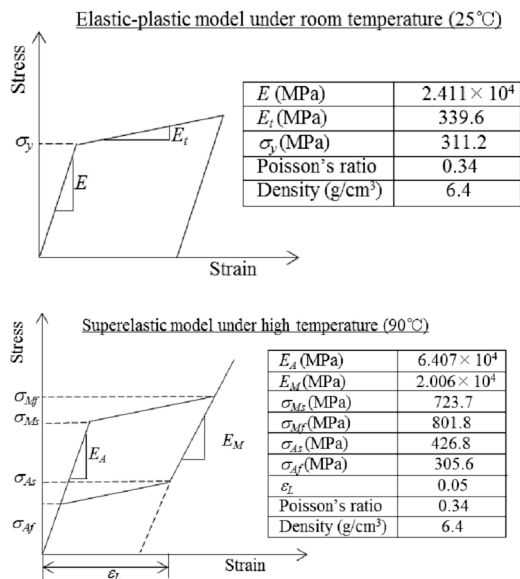 Elastic-plastic model under room temperature (25℃)
Stress
σy
E
Et
Strain
E (MPa) 2.411×10⁴
Et (MPa) 339.6
σy (MPa) 311.2
Poisson's ratio 0.34
Density (g/cm³) 6.4
Superelastic model under high temperature (90℃)
Stress
σMf
σMs
σAs
σAf
EA
EM
εL
Strain
EA (MPa) 6.407×10⁴
EM (MPa) 2.006×10⁴
σMs (MPa) 723.7
σMf (MPa) 801.8
σAs (MPa) 426.8
σAf (MPa) 305.6
εL 0.05
Poisson's ratio 0.34
Density (g/cm³) 6.4